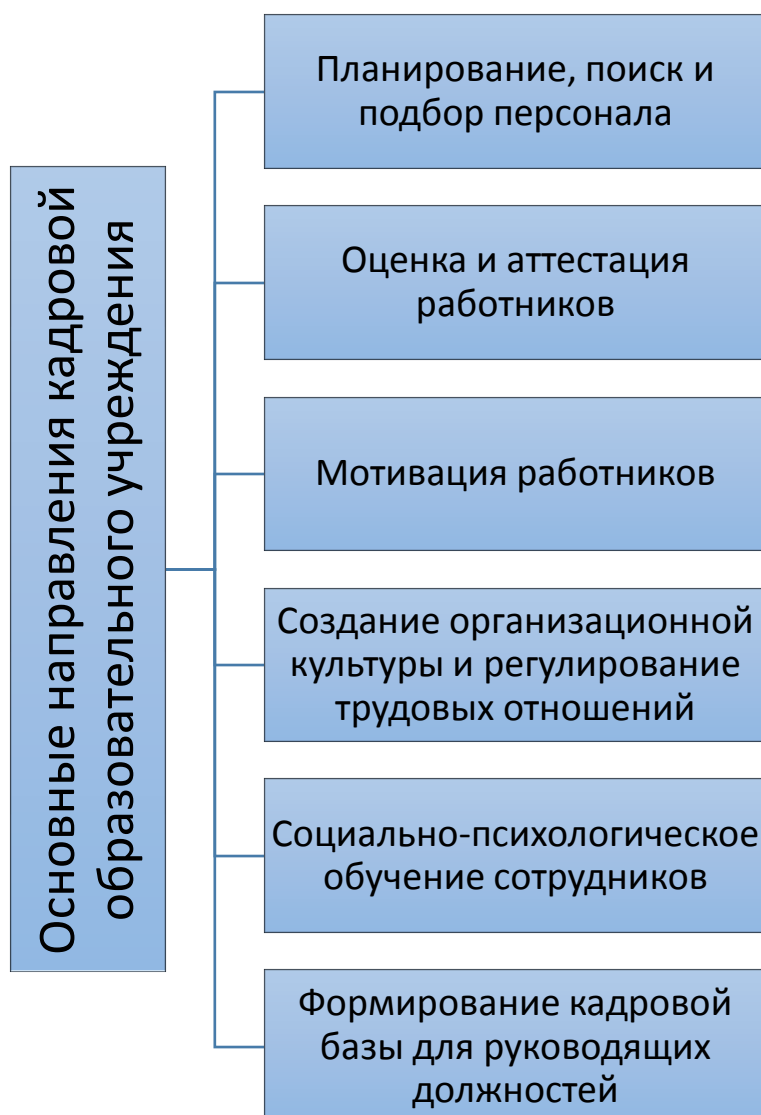 Основные направления кадровой
образовательного учреждения
Планирование, поиск и
подбор персонала
Оценка и аттестация
работников
Мотивация работников
Создание организационной
культуры и регулирование
трудовых отношений
Социально-психологическое
обучение сотрудников
Формирование кадровой
базы для руководящих
должностей